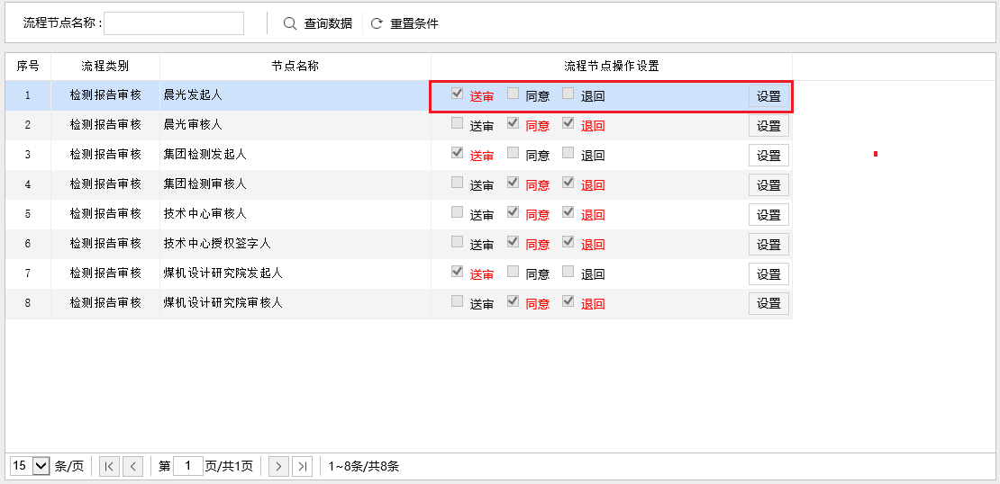 流程节点名称 : 查询数据 重置条件
序号 流程类别 节点名称 流程节点操作设置
1 检测报告审核 晨光发起人 送审 同意 退回 设置
2 检测报告审核 晨光审核人 送审 同意 退回 设置
3 检测报告审核 集团检测发起人 送审 同意 退回 设置
4 检测报告审核 集团检测审核人 送审 同意 退回 设置
5 检测报告审核 技术中心审核人 送审 同意 退回 设置
6 检测报告审核 技术中心授权签字人 送审 同意 退回 设置
7 检测报告审核 煤机设计研究院发起人 送审 同意 退回 设置
8 检测报告审核 煤机设计研究院审核人 送审 同意 退回 设置
15 条/页 第 1 页/共1页 1~8条/共8条